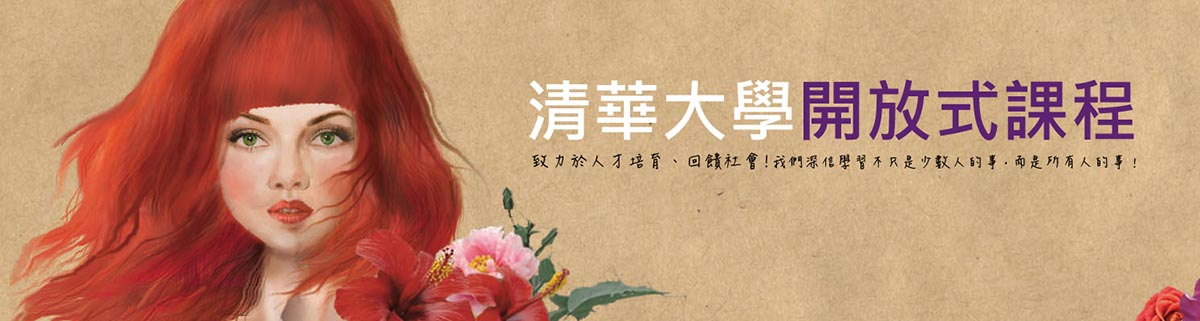 清華大學開放式課程
致力於人才培育、回饋社會!我們深信學習不只是少數人的事,而是所有人的事!